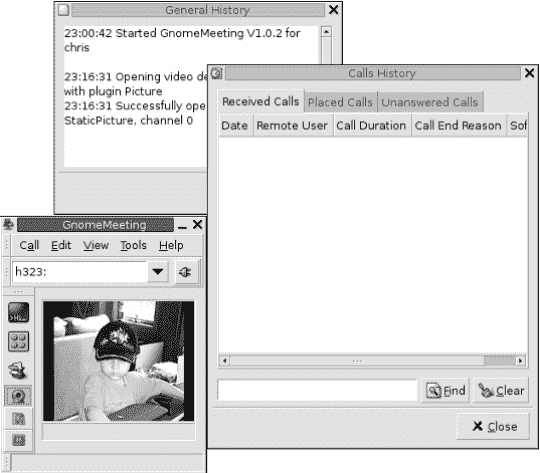 General History
23:00:42 Started GnomeMeeting V1.0.2 for
chris
23:16:31 Opening video de
with plugin Picture
23:16:31 Successfully ope
StaticPicture, channel 0
Calls History
Received Calls Placed Calls Unanswered Calls
Date Remote User Call Duration Call End Reason Sof
Find Clear
Close
GnomeMeeting
Call Edit View Tools Help
h323: